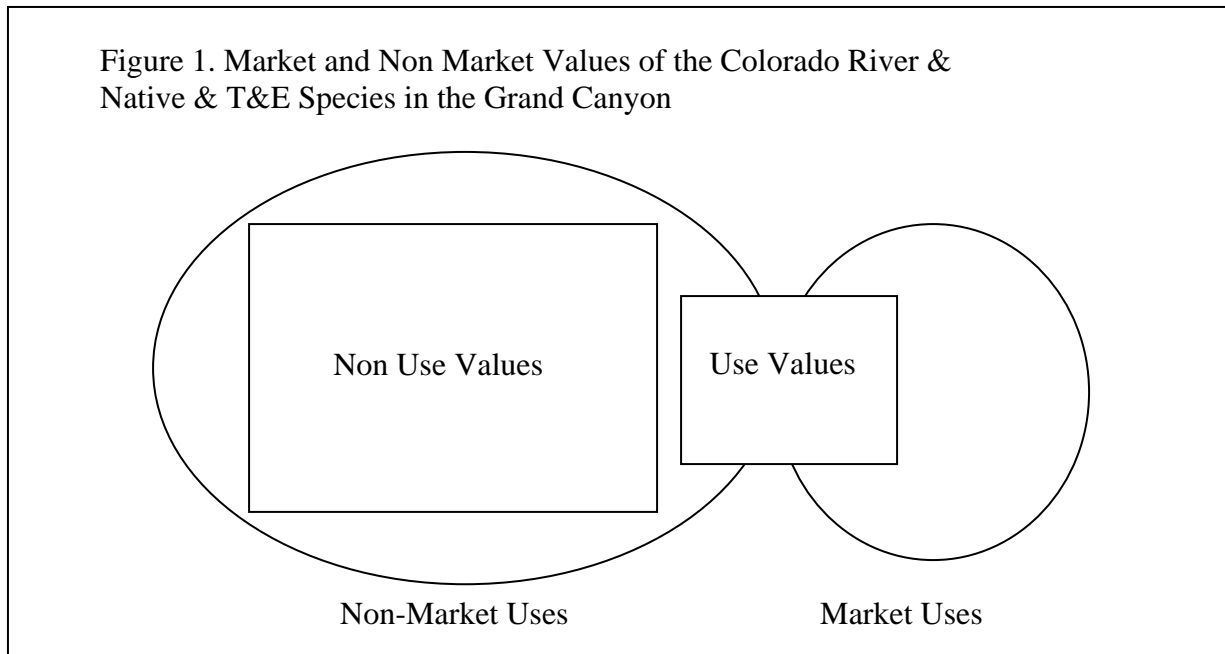 Figure 1. Market and Non Market Values of the Colorado River &
Native & T&E Species in the Grand Canyon
Non Use Values
Use Values
Non-Market Uses
Market Uses